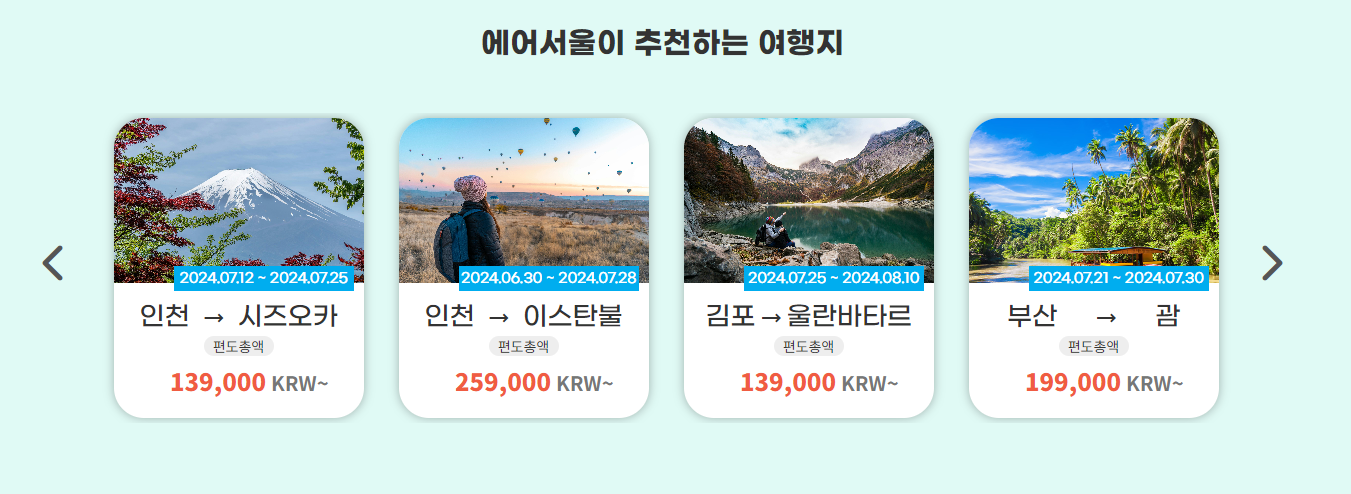 에어서울이 추천하는 여행지
2024.07.12 ~ 2024.07.25
인천 → 시즈오카
편도총액
139,000 KRW~
2024.06.30 ~ 2024.07.28
인천 → 이스탄불
편도총액
259,000 KRW~
2024.07.25 ~ 2024.08.10
김포 → 울란바타르
편도총액
139,000 KRW~
2024.07.21 ~ 2024.07.30
부산 → 괌
편도총액
199,000 KRW~